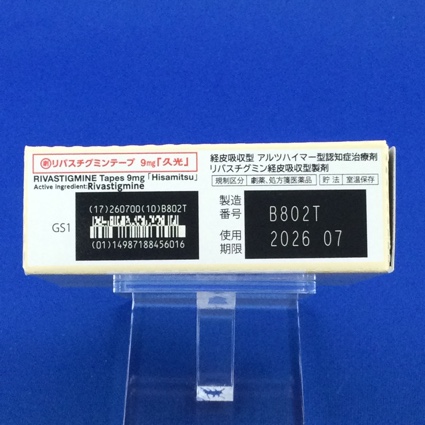 劇 リバスチグミンテープ 9mg「久光」
RIVASTIGMINE Tapes 9mg「Hisamitsu」
Active Ingredient:Rivastigmine
GS1
(17)260700(10)B802T
(01)14987188456016
経皮吸収型 アルツハイマー型認知症治療剤
リバスチグミン経皮吸収型製剤
規制区分 劇薬、処方箋医薬品 貯法 室温保存
製造番号 B802T
使用期限 2026 07